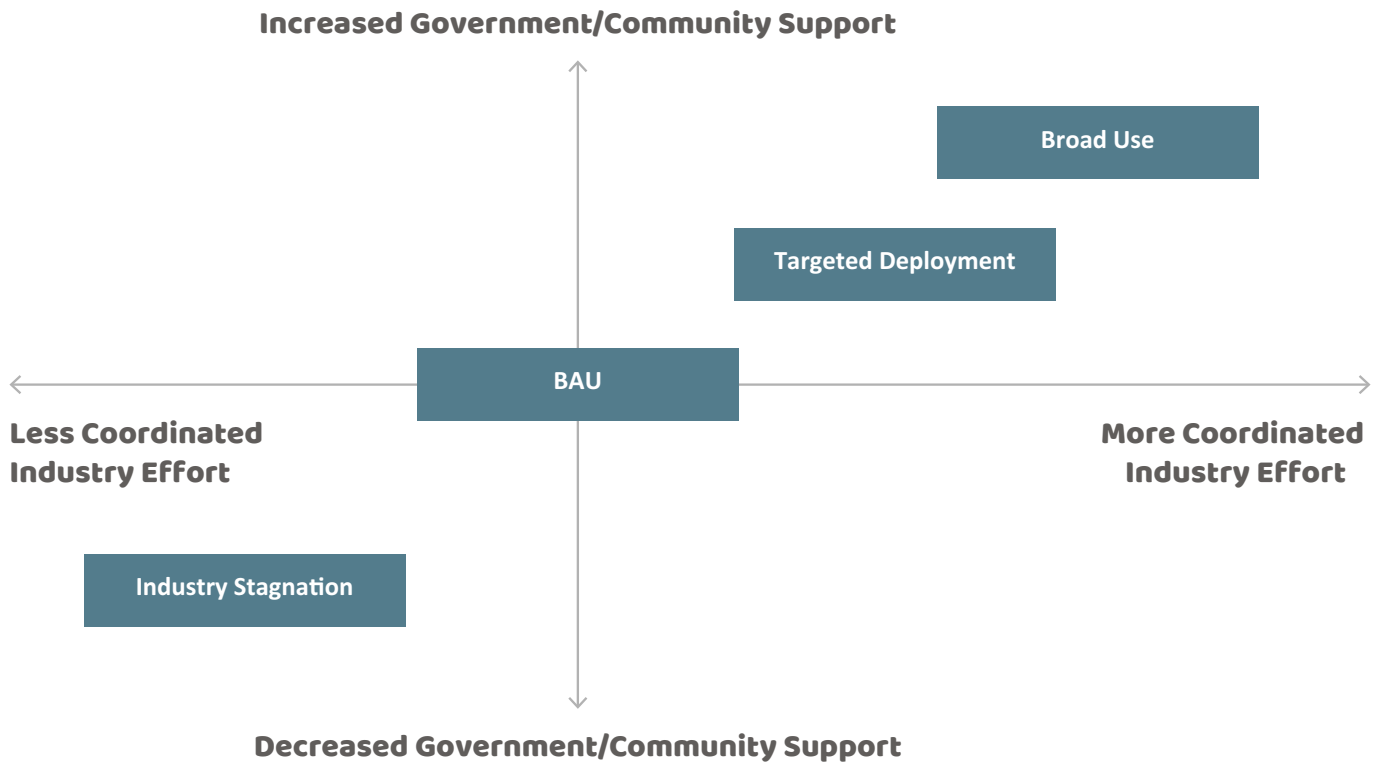 Increased Government/Community Support
Broad Use
Targeted Deployment
BAU
Less Coordinated
Industry Effort
More Coordinated
Industry Effort
Industry Stagnation
Decreased Government/Community Support